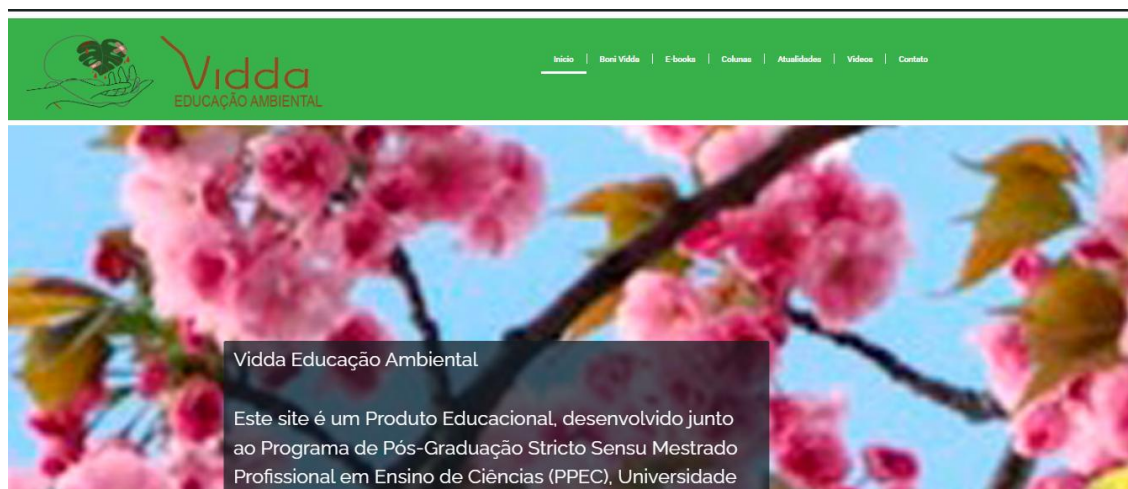 Vidda
EDUCAÇÃO AMBIENTAL
Início | Boni Vidda | E-books | Colunas | Atualidades | Vídeos | Contato
Vidda Educação Ambiental
Este site é um Produto Educacional, desenvolvido junto
ao Programa de Pós-Graduação Stricto Sensu Mestrado
Profissional em Ensino de Ciências (PPEC), Universidade